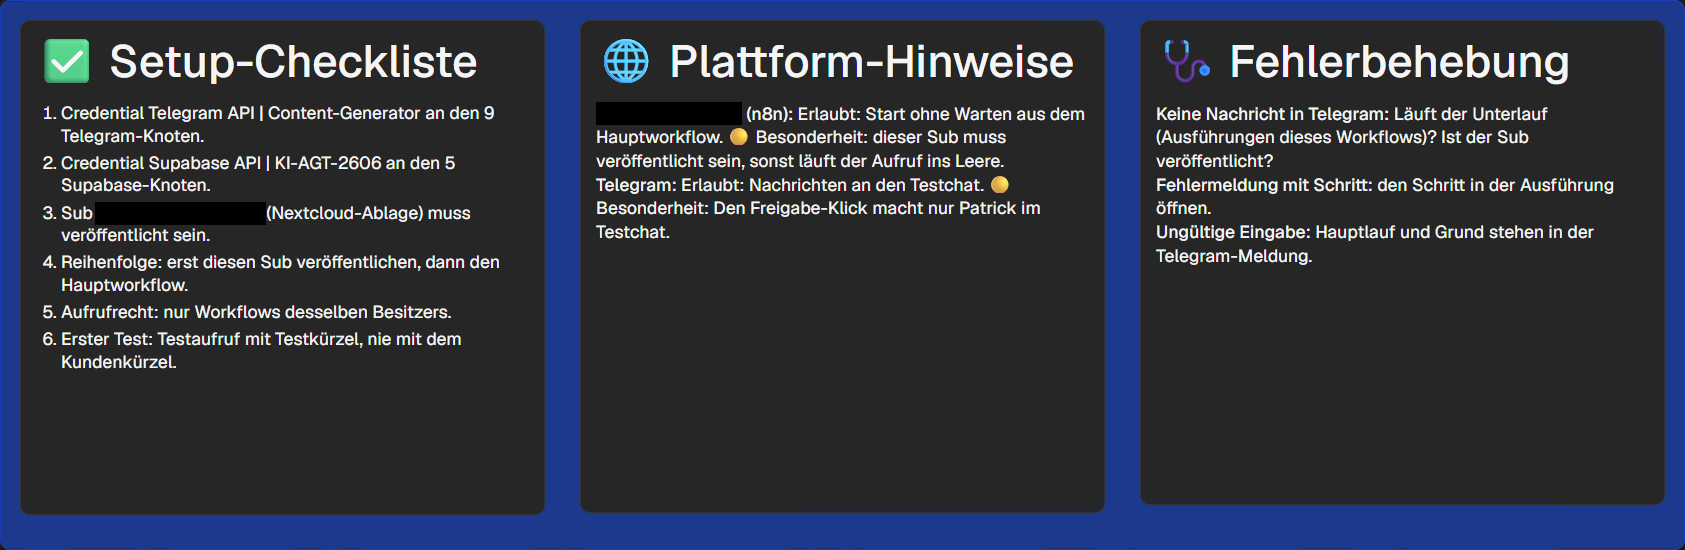 Setup-Checkliste
1. Credential Telegram API | Content-Generator an den 9
Telegram-Knoten.
2. Credential Supabase API | KI-AGT-2606 an den 5
Supabase-Knoten.
3. Sub (Nextcloud-Ablage) muss
veröffentlicht sein.
4. Reihenfolge: erst diesen Sub veröffentlichen, dann den
Hauptworkflow.
5. Aufrufrecht: nur Workflows desselben Besitzers.
6. Erster Test: Testaufruf mit Testkürzel, nie mit dem
Kundenkürzel.
Plattform-Hinweise
(n8n): Erlaubt: Start ohne Warten aus dem
Hauptworkflow. Besonderheit: dieser Sub muss
veröffentlicht sein, sonst läuft der Aufruf ins Leere.
Telegram: Erlaubt: Nachrichten an den Testchat.
Besonderheit: Den Freigabe-Klick macht nur Patrick im
Testchat.
Fehlerbehebung
Keine Nachricht in Telegram: Läuft der Unterlauf
(Ausführungen dieses Workflows)? Ist der Sub
veröffentlicht?
Fehlermeldung mit Schritt: den Schritt in der Ausführung
öffnen.
Ungültige Eingabe: Hauptlauf und Grund stehen in der
Telegram-Meldung.